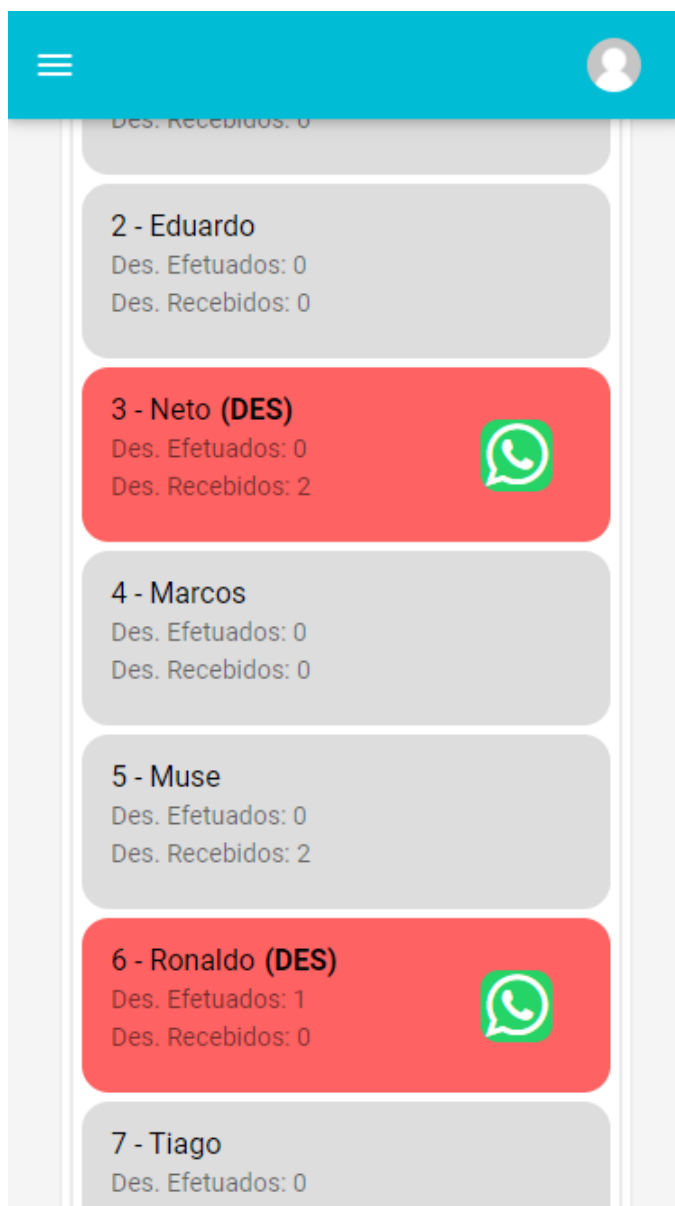 Des. Recebidos: 0
2 - Eduardo
Des. Efetuados: 0
Des. Recebidos: 0
3 - Neto (DES)
Des. Efetuados: 0
Des. Recebidos: 2
4 - Marcos
Des. Efetuados: 0
Des. Recebidos: 0
5 - Muse
Des. Efetuados: 0
Des. Recebidos: 2
6 - Ronaldo (DES)
Des. Efetuados: 1
Des. Recebidos: 0
7 - Tiago
Des. Efetuados: 0